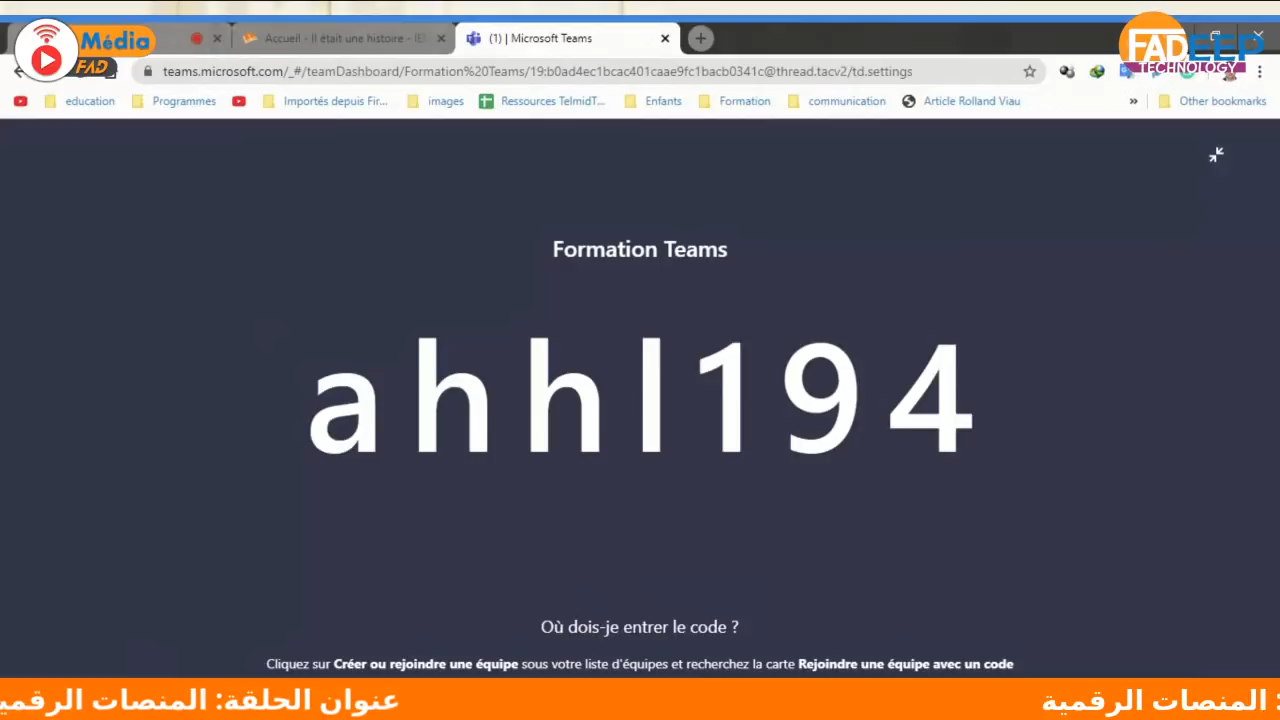 Média
FAD
Accueil - Il était une histoire - IE
(1) | Microsoft Teams
FADEEP
TECHNOLOGY
teams.microsoft.com/_#/teamDashboard/Formation%20Teams/19:b0ad4ec1bcac401caae9fc1bacb0341c@thread.tacv2/td.settings
education
Programmes
Importés depuis Fir...
images
Ressources TelmidT...
Enfants
Formation
communication
Article Rolland Viau
»
Other bookmarks
Formation Teams
ahhl194
Où dois-je entrer le code ?
Cliquez sur Créer ou rejoindre une équipe sous votre liste d'équipes et recherchez la carte Rejoindre une équipe avec un code
عنوان الحلقة: المنصات الرقمي
: المنصات الرقمية